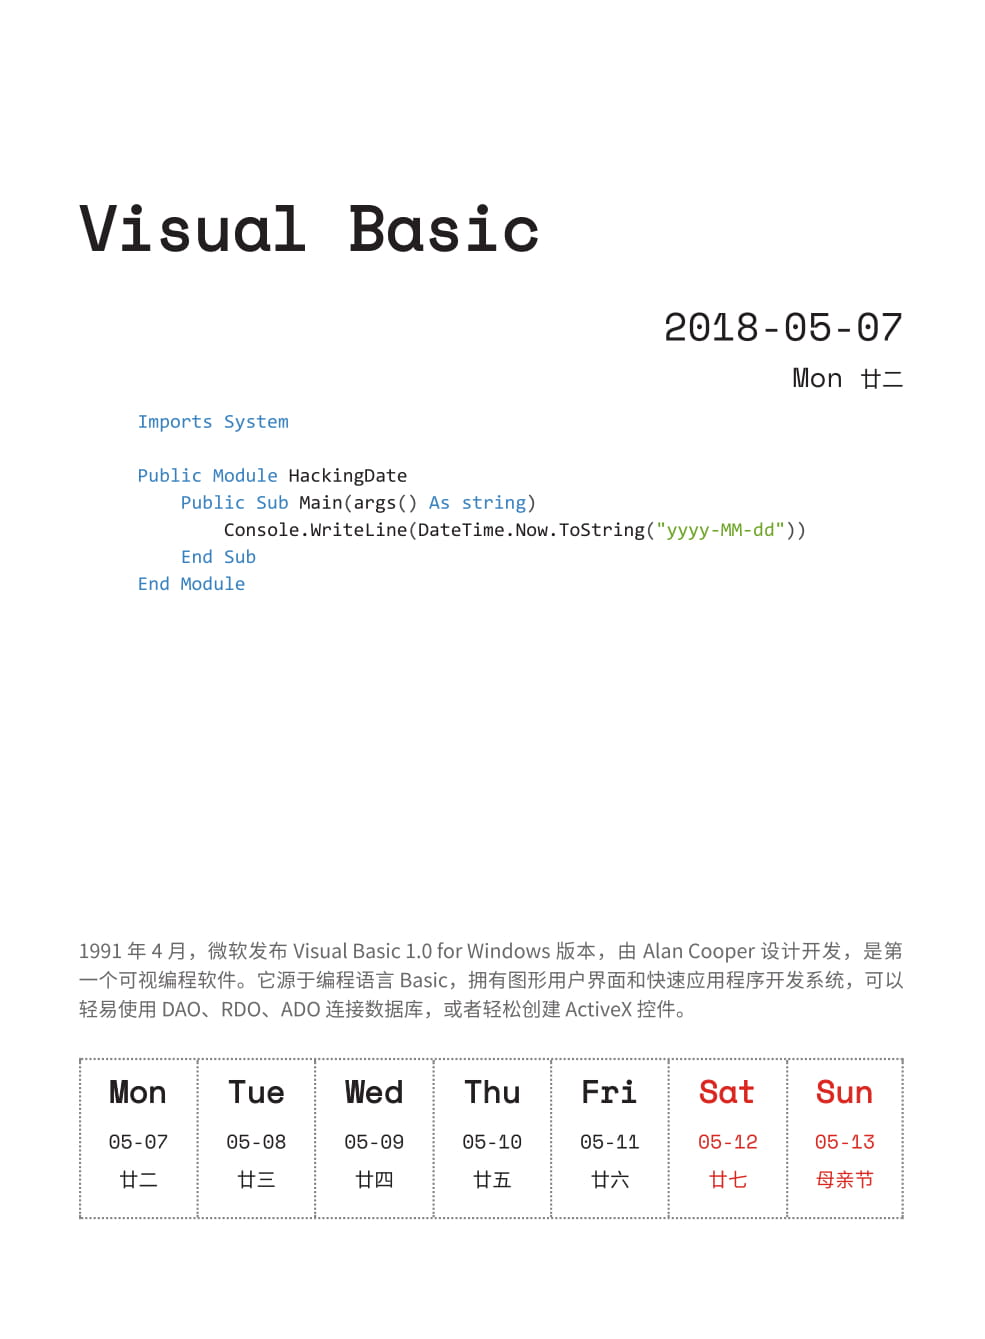 Visual Basic
2018-05-07
Mon 廿二
Imports System
Public Module HackingDate
    Public Sub Main(args() As string)
        Console.WriteLine(DateTime.Now.ToString("yyyy-MM-dd"))
    End Sub
End Module
1991 年 4 月，微软发布 Visual Basic 1.0 for Windows 版本，由 Alan Cooper 设计开发，是第
一个可视编程软件。它源于编程语言 Basic，拥有图形用户界面和快速应用程序开发系统，可以
轻易使用 DAO、RDO、ADO 连接数据库，或者轻松创建 ActiveX 控件。
Mon Tue Wed Thu Fri Sat Sun
05-07 05-08 05-09 05-10 05-11 05-12 05-13
廿二 廿三 廿四 廿五 廿六 廿七 母亲节